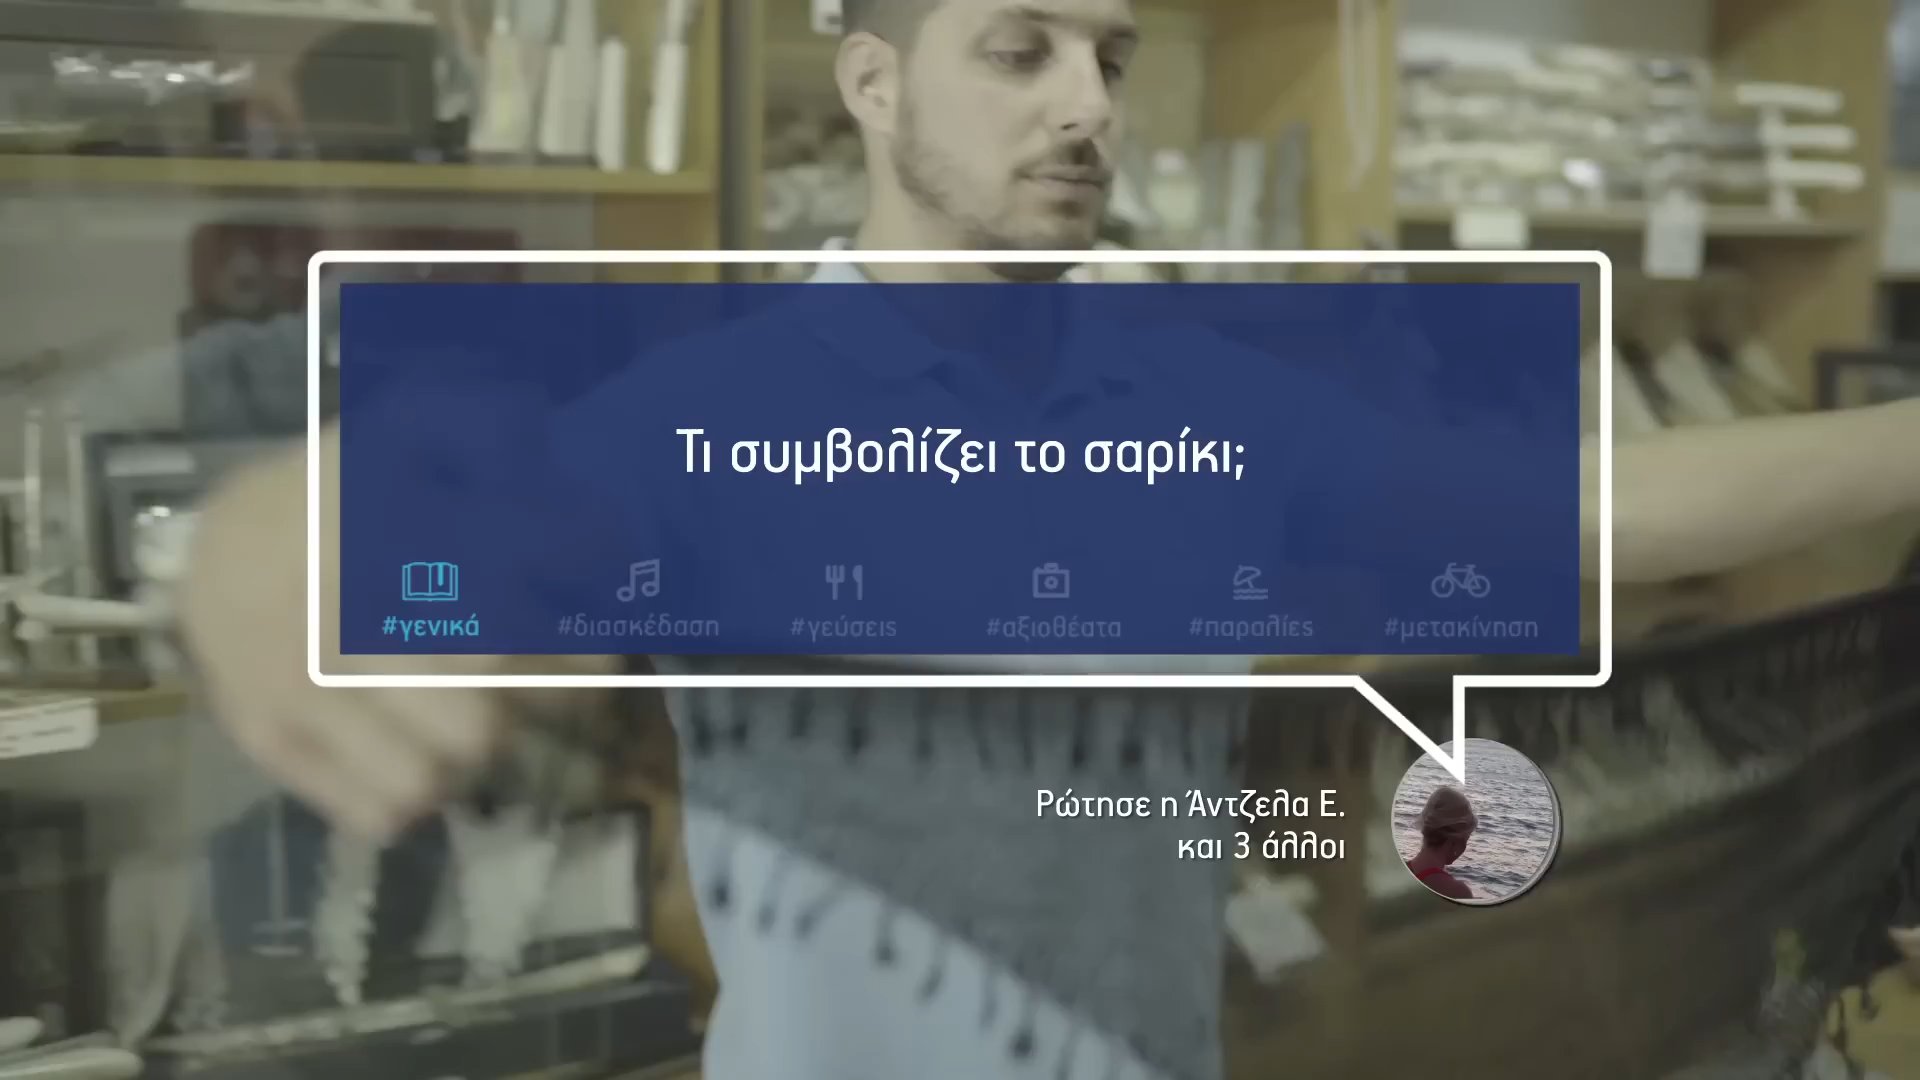 Τι συμβολίζει το σαρίκι;
#γενικά #διασκέδαση #γεύσεις #αξιοθέατα #παραλίες #μετακίνηση
Ρώτησε η Άντζελα Ε.
και 3 άλλοι